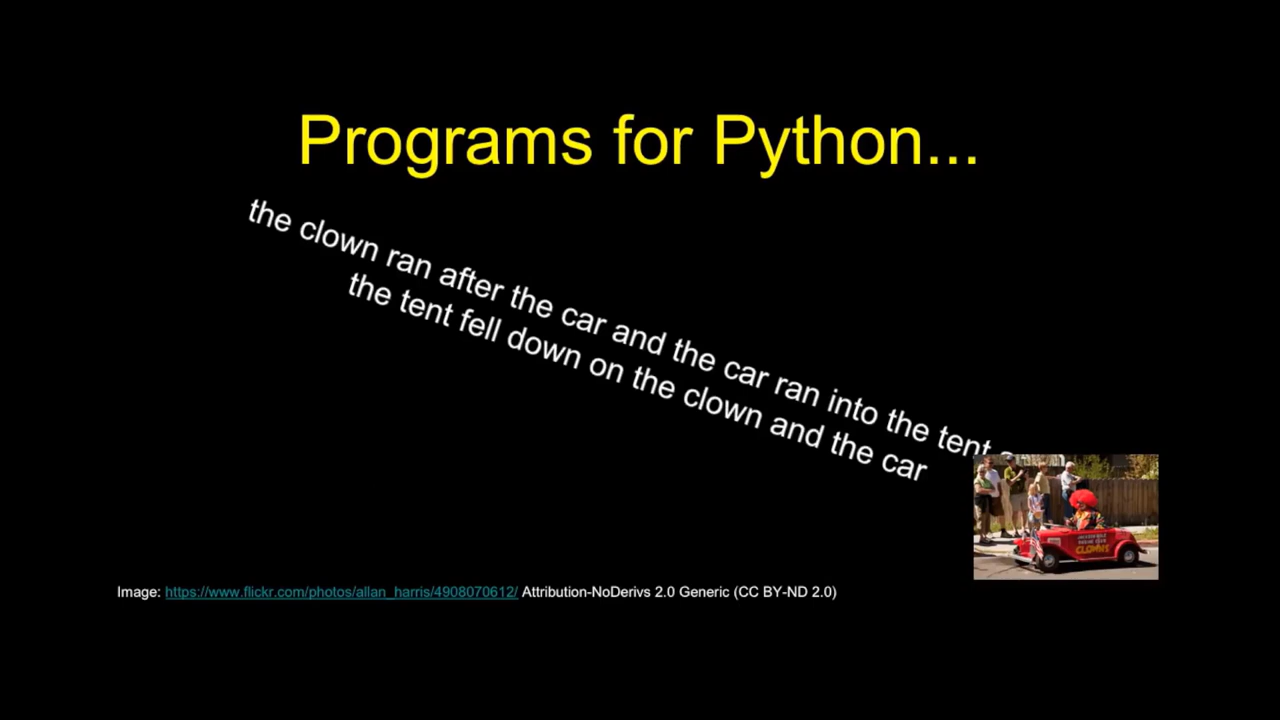 Programs for Python...
the clown ran after the car and the car ran into the tent
the tent fell down on the clown and the car
CLOWNS
Image: https://www.flickr.com/photos/allan_harris/4908070612/ Attribution-NoDerivs 2.0 Generic (CC BY-ND 2.0)